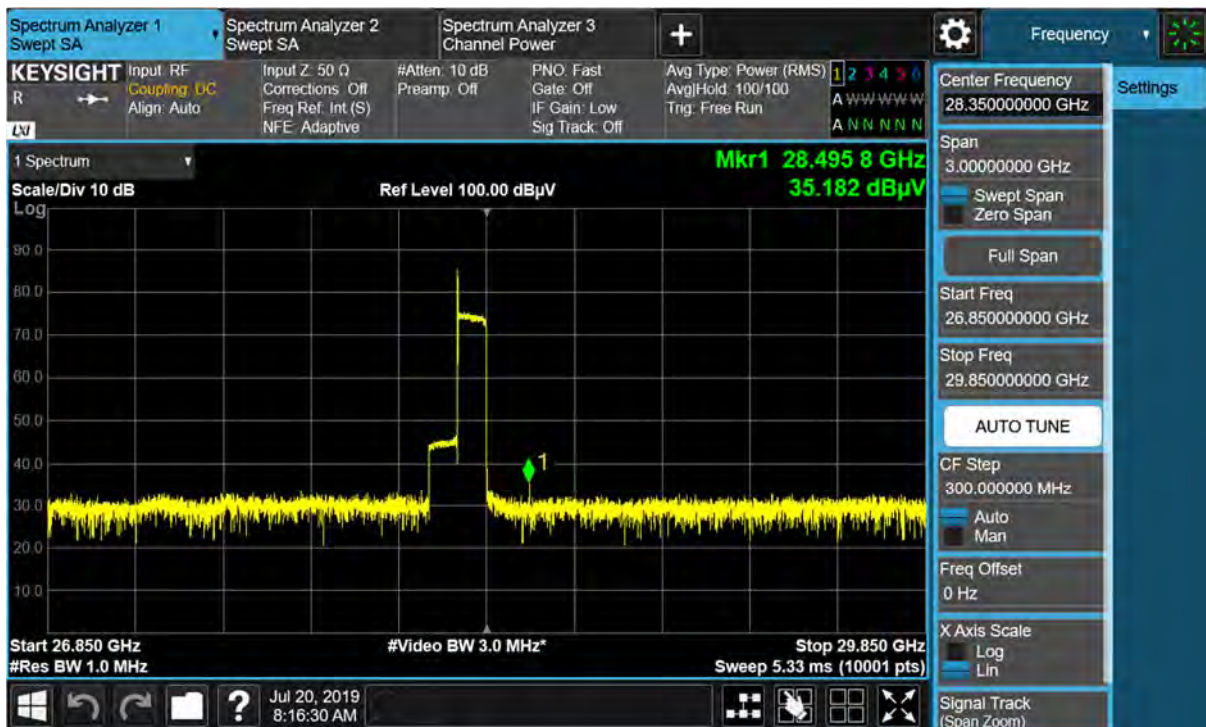 Spectrum Analyzer 1
Swept SA
Spectrum Analyzer 2
Swept SA
Spectrum Analyzer 3
Channel Power
+
Frequency
KEYSIGHT
R
LXI
Input: RF
Coupling: DC
Align: Auto
Input Z: 50 Ω
Corrections: Off
Freq Ref: Int (S)
NFE: Adaptive
#Atten: 10 dB
Preamp: Off
PNO: Fast
Gate: Off
IF Gain: Low
Sig Track: Off
Avg Type: Power (RMS)
Avg|Hold: 100/100
Trig: Free Run
1 2 3 4 5 6
A W W W W W
A N N N N N
1 Spectrum
Scale/Div 10 dB
Log
Ref Level 100.00 dBµV
Mkr1 28.495 8 GHz
35.182 dBµV
90.0
80.0
70.0
60.0
50.0
40.0
30.0
20.0
10.0
1
Start 26.850 GHz
#Res BW 1.0 MHz
#Video BW 3.0 MHz*
Stop 29.850 GHz
Sweep 5.33 ms (10001 pts)
Center Frequency
28.350000000 GHz
Settings
Span
3.00000000 GHz
Swept Span
Zero Span
Full Span
Start Freq
26.850000000 GHz
Stop Freq
29.850000000 GHz
AUTO TUNE
CF Step
300.000000 MHz
Auto
Man
Freq Offset
0 Hz
X Axis Scale
Log
Lin
Signal Track
(Span Zoom)
?
Jul 20, 2019
8:16:30 AM